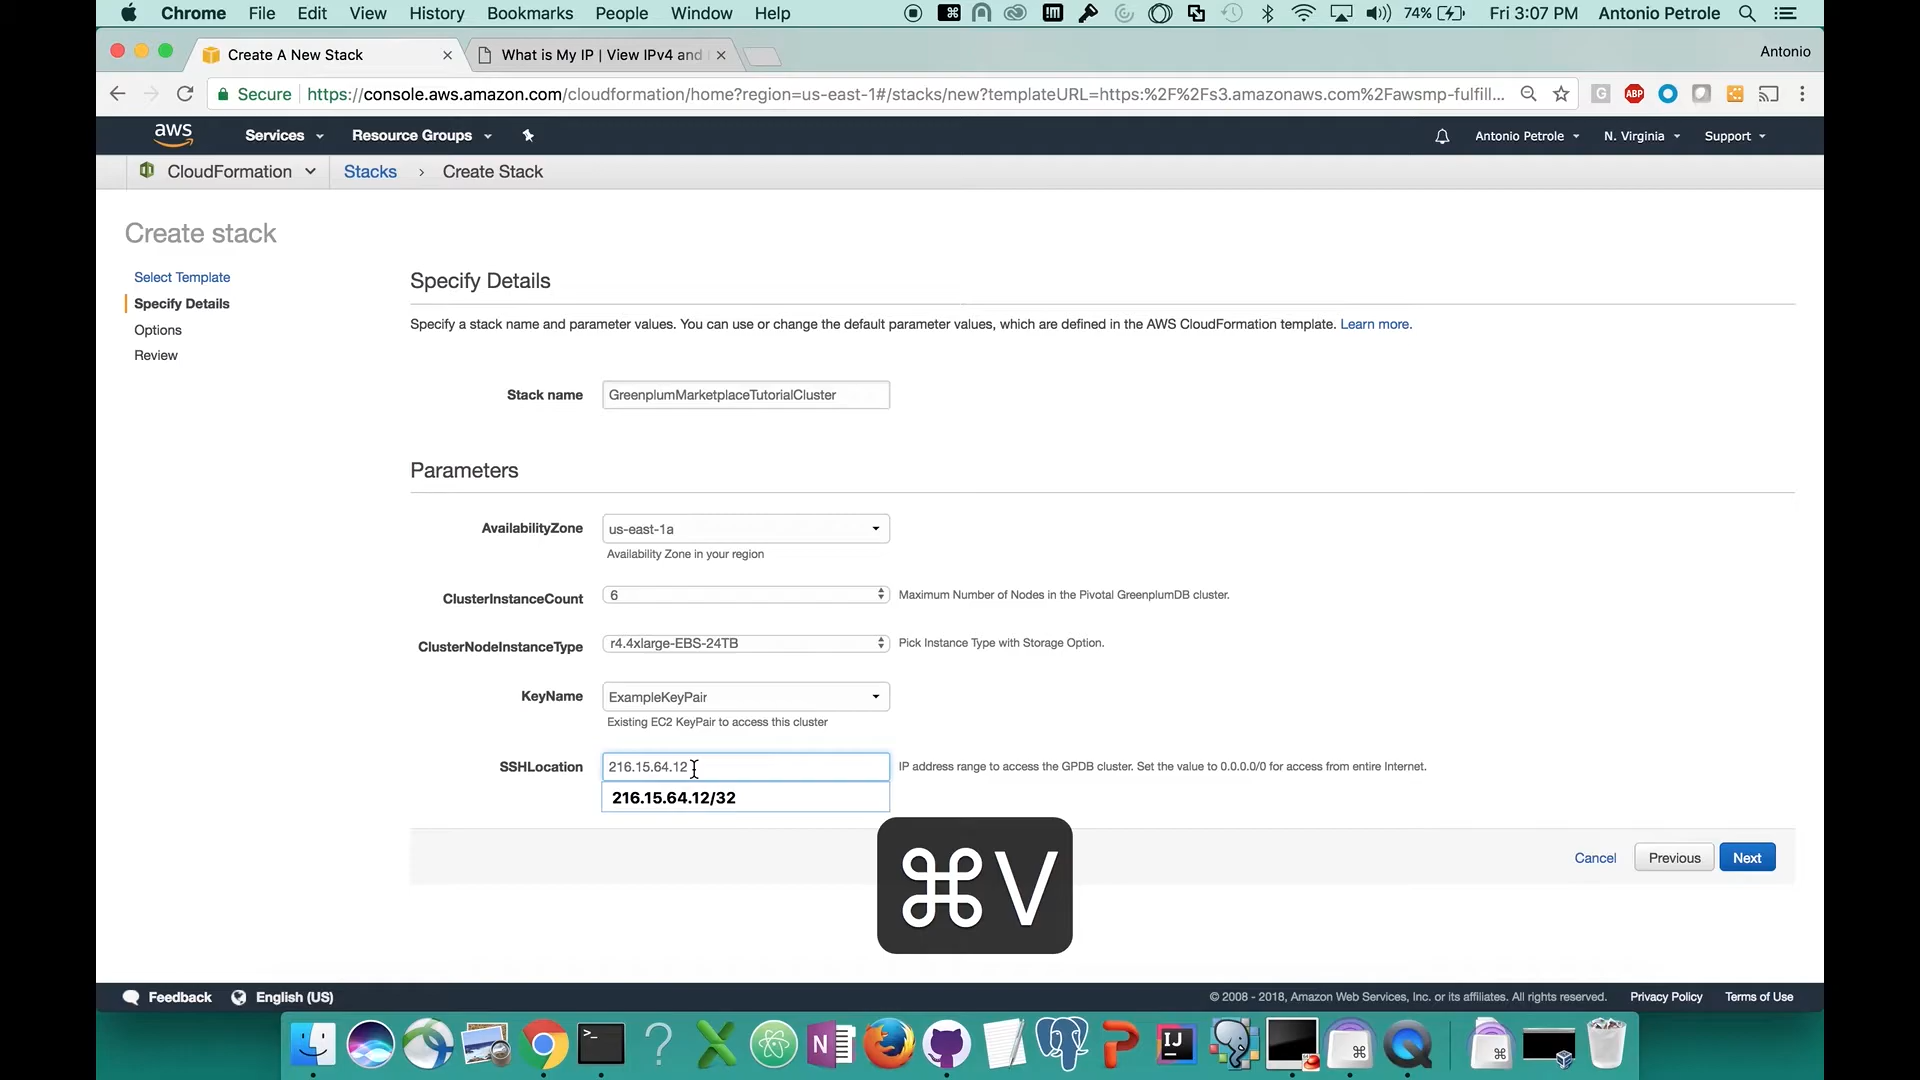 Chrome File Edit View History Bookmarks People Window Help 74% Fri 3:07 PM Antonio Petrole
Create A New Stack What is My IP | View IPv4 and Antonio
Secure https://console.aws.amazon.com/cloudformation/home?region=us-east-1#/stacks/new?templateURL=https:%2F%2Fs3.amazonaws.com%2Fawsmp-fulfill... G ABP
aws Services Resource Groups Antonio Petrole N. Virginia Support
CloudFormation Stacks › Create Stack
Create stack
Select Template
Specify Details
Options
Review
Specify Details
Specify a stack name and parameter values. You can use or change the default parameter values, which are defined in the AWS CloudFormation template. Learn more.
Stack name GreenplumMarketplaceTutorialCluster
Parameters
AvailabilityZone us-east-1a
Availability Zone in your region
ClusterInstanceCount 6 Maximum Number of Nodes in the Pivotal GreenplumDB cluster.
ClusterNodeInstanceType r4.4xlarge-EBS-24TB Pick Instance Type with Storage Option.
KeyName ExampleKeyPair
Existing EC2 KeyPair to access this cluster
SSHLocation 216.15.64.12 IP address range to access the GPDB cluster. Set the value to 0.0.0.0/0 for access from entire Internet.
216.15.64.12/32
Cancel Previous Next
⌘V
Feedback English (US) © 2008 - 2018, Amazon Web Services, Inc. or its affiliates. All rights reserved. Privacy Policy Terms of Use
>_ ? X N P IJ ⌘ ⌘